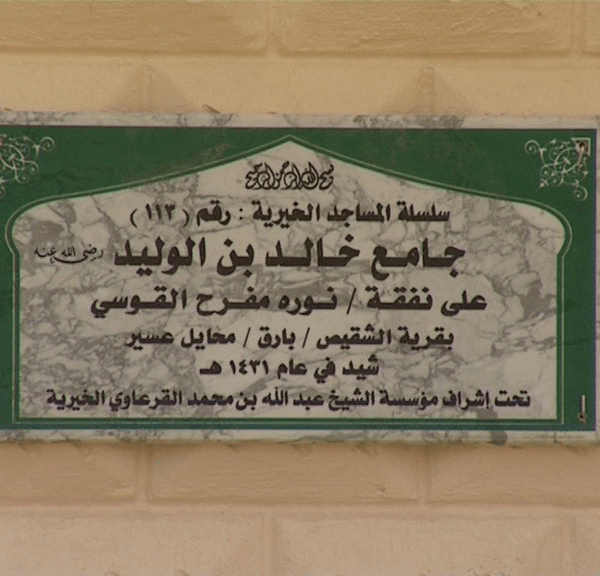 بسم الله الرحمن الرحيم
سلسلة المساجد الخيرية : رقم ( ١١٣ )
جامع خالد بن الوليد رضي الله عنه
على نفقة / نوره مفرح القوسي
بقرية الشقيص / بارق / محايل عسير
شيد في عام ١٤٣١ هـ
تحت إشراف مؤسسة الشيخ عبد الله بن محمد القرعاوي الخيرية